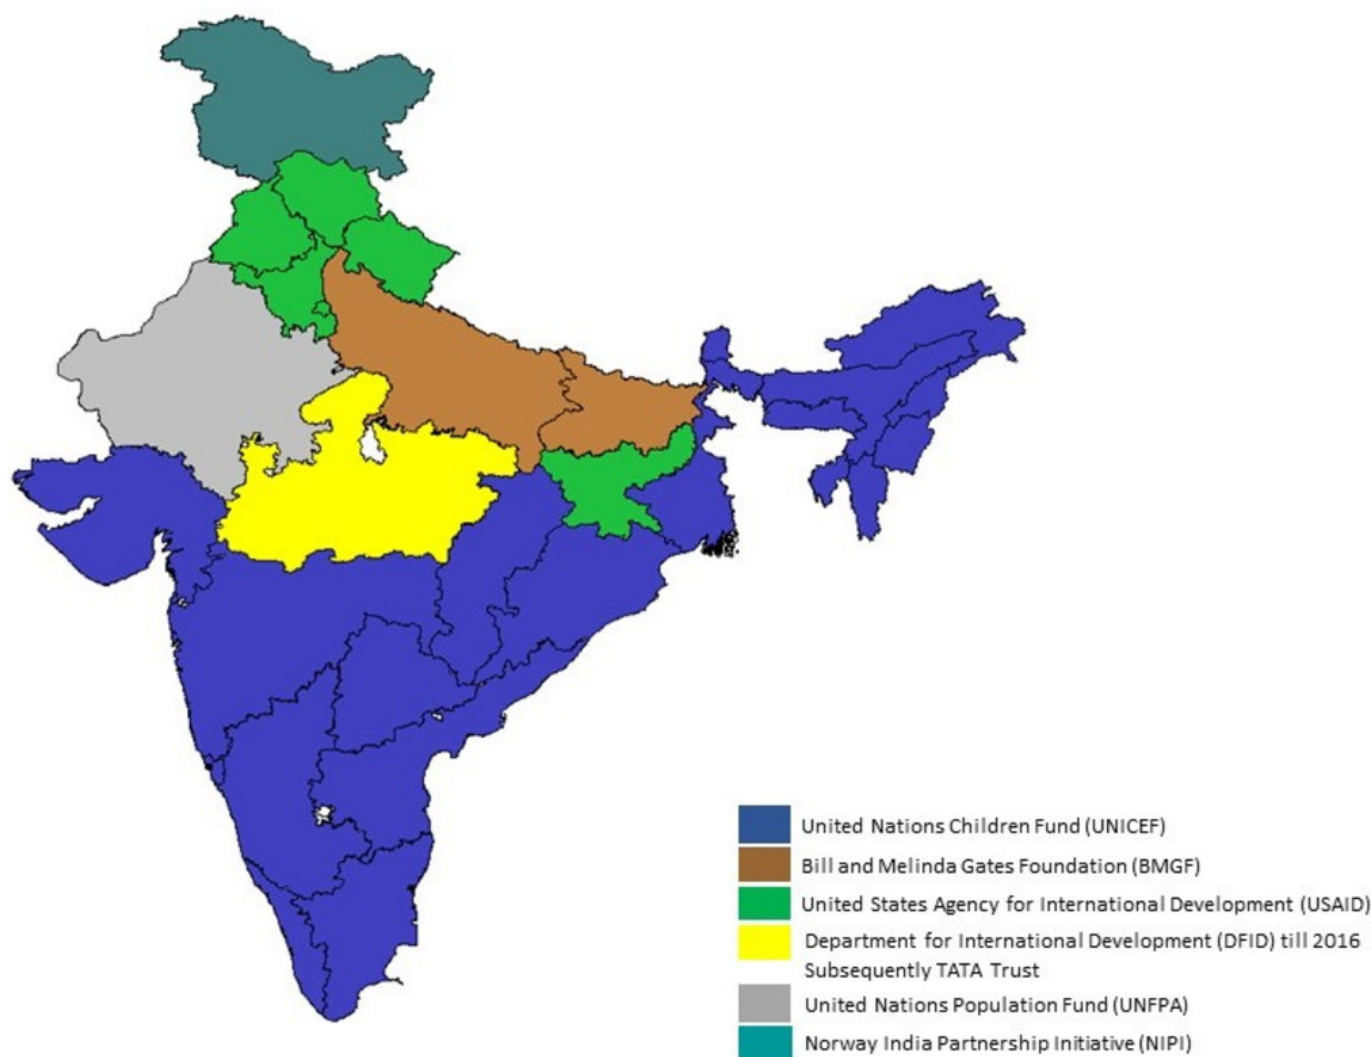 United Nations Children Fund (UNICEF)
Bill and Melinda Gates Foundation (BMGF)
United States Agency for International Development (USAID)
Department for International Development (DFID) till 2016
Subsequently TATA Trust
United Nations Population Fund (UNFPA)
Norway India Partnership Initiative (NIPI)